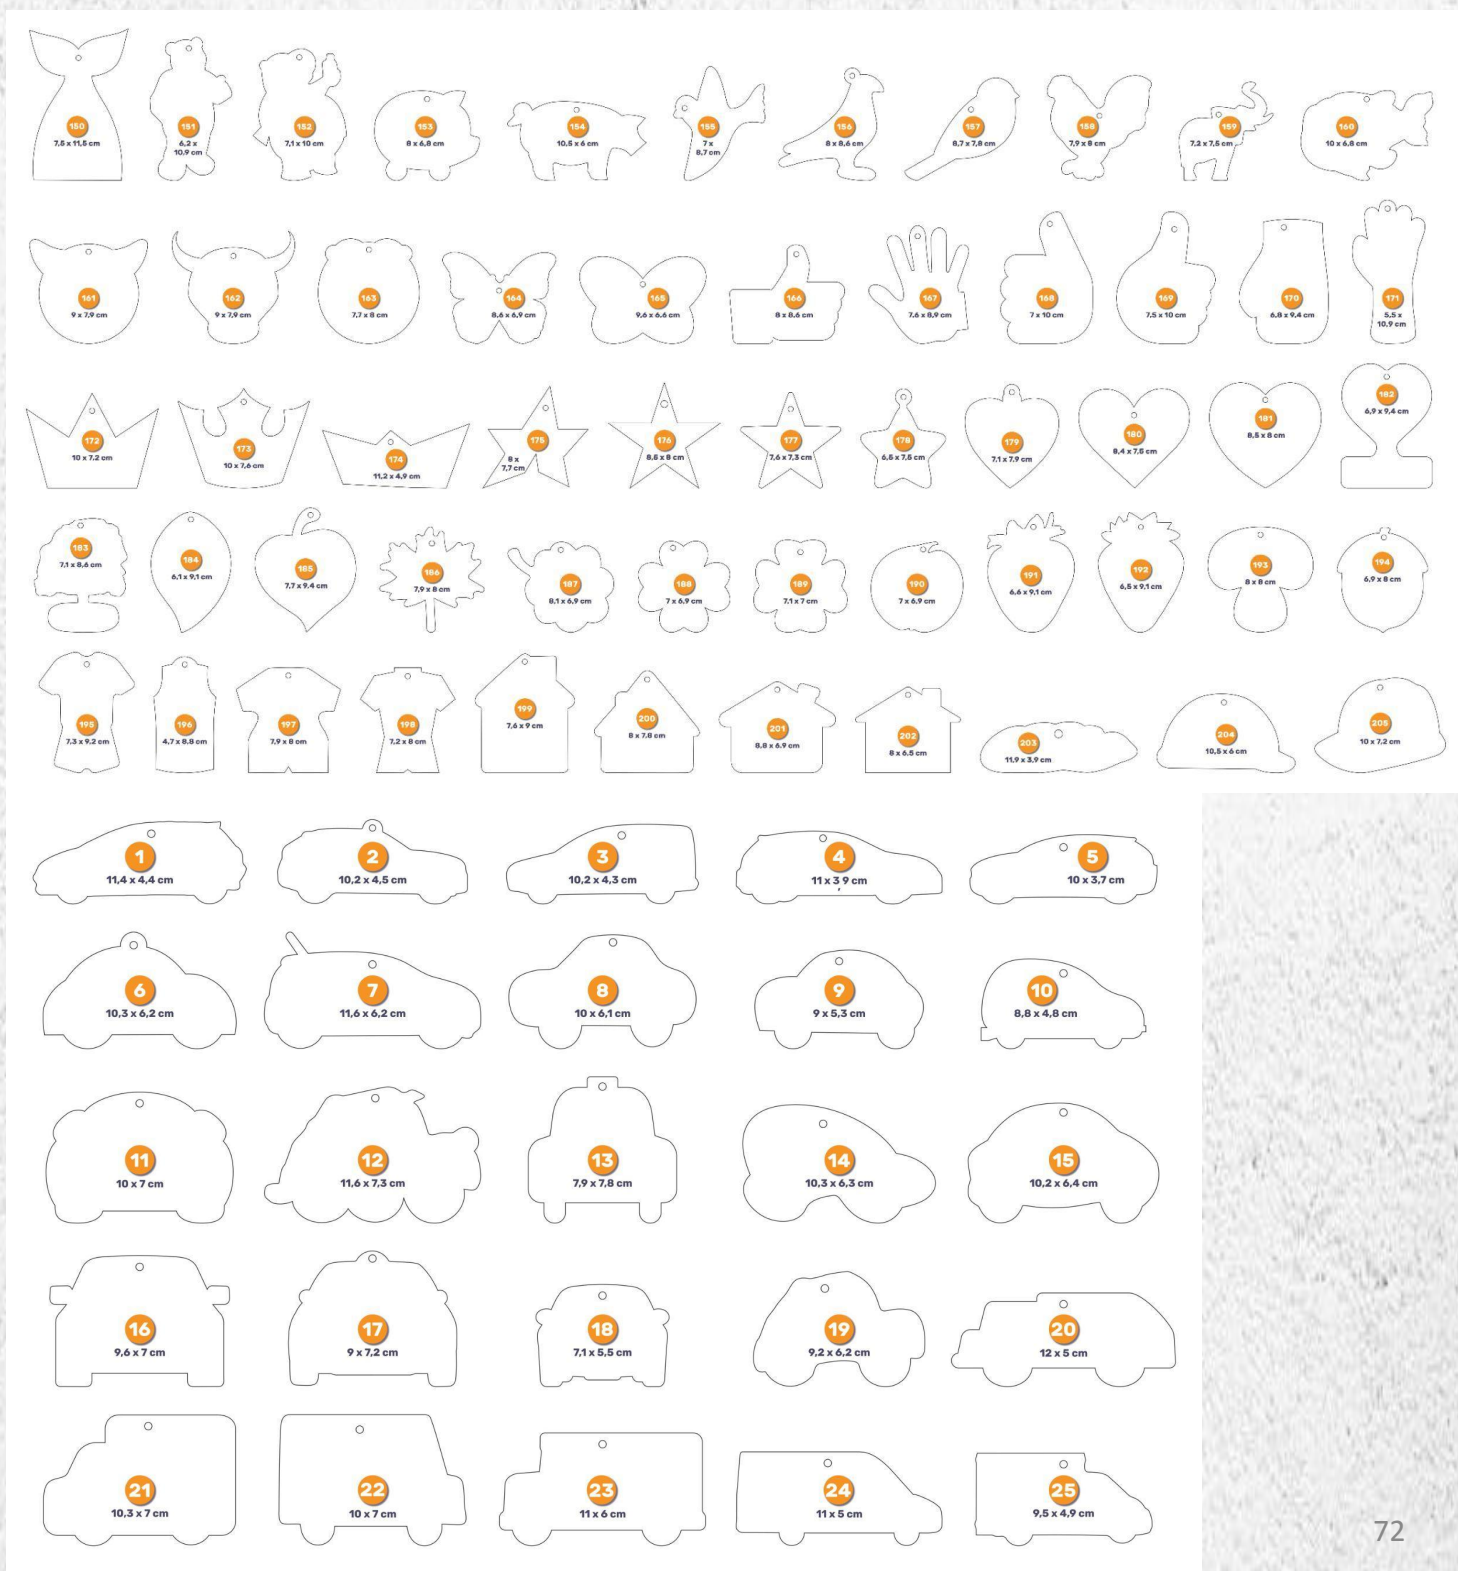 150
7,5 x 11,5 cm
151
6,2 x
10,9 cm
152
7,1 x 10 cm
153
8 x 6,8 cm
154
10,5 x 6 cm
155
7 x
8,7 cm
156
8 x 8,6 cm
157
8,7 x 7,8 cm
158
7,9 x 8 cm
159
7,2 x 7,5 cm
160
10 x 6,8 cm
161
9 x 7,9 cm
162
9 x 7,9 cm
163
7,7 x 8 cm
164
8,6 x 6,9 cm
165
9,6 x 6.6 cm
166
8 x 8,6 cm
167
7,6 x 8,9 cm
168
7 x 10 cm
169
7,5 x 10 cm
170
6,8 x 9,4 cm
171
5,5 x
10,9 cm
172
10 x 7,2 cm
173
10 x 7,6 cm
174
11,2 x 4,9 cm
175
8 x
7,7 cm
176
8,5 x 8 cm
177
7,6 x 7,3 cm
178
6,5 x 7,5 cm
179
7,1 x 7,9 cm
180
8,4 x 7,5 cm
181
8,5 x 8 cm
182
6,9 x 9,4 cm
183
7,1 x 8,6 cm
184
6,1 x 9,1 cm
185
7,7 x 9,4 cm
186
7,9 x 8 cm
187
8,1 x 6,9 cm
188
7 x 6,9 cm
189
7,1 x 7 cm
190
7 x 6,9 cm
191
6,6 x 9,1 cm
192
6,5 x 9,1 cm
193
8 x 8 cm
194
6,9 x 8 cm
195
7,3 x 9,2 cm
196
4,7 x 8,8 cm
197
7,9 x 8 cm
198
7,2 x 8 cm
199
7,6 x 9 cm
200
8 x 7,8 cm
201
8,8 x 6,9 cm
202
8 x 6,5 cm
203
11,9 x 3,9 cm
204
10,5 x 6 cm
205
10 x 7,2 cm
1
11,4 x 4,4 cm
2
10,2 x 4,5 cm
3
10,2 x 4,3 cm
4
11 x 3 9 cm
,
5
10 x 3,7 cm
6
10,3 x 6,2 cm
7
11,6 x 6,2 cm
8
10 x 6,1 cm
9
9 x 5,3 cm
10
8,8 x 4,8 cm
11
10 x 7 cm
12
11,6 x 7,3 cm
13
7,9 x 7,8 cm
14
10,3 x 6,3 cm
15
10,2 x 6,4 cm
16
9,6 x 7 cm
17
9 x 7,2 cm
18
7,1 x 5,5 cm
19
9,2 x 6,2 cm
20
12 x 5 cm
21
10,3 x 7 cm
22
10 x 7 cm
23
11 x 6 cm
24
11 x 5 cm
25
9,5 x 4,9 cm
72